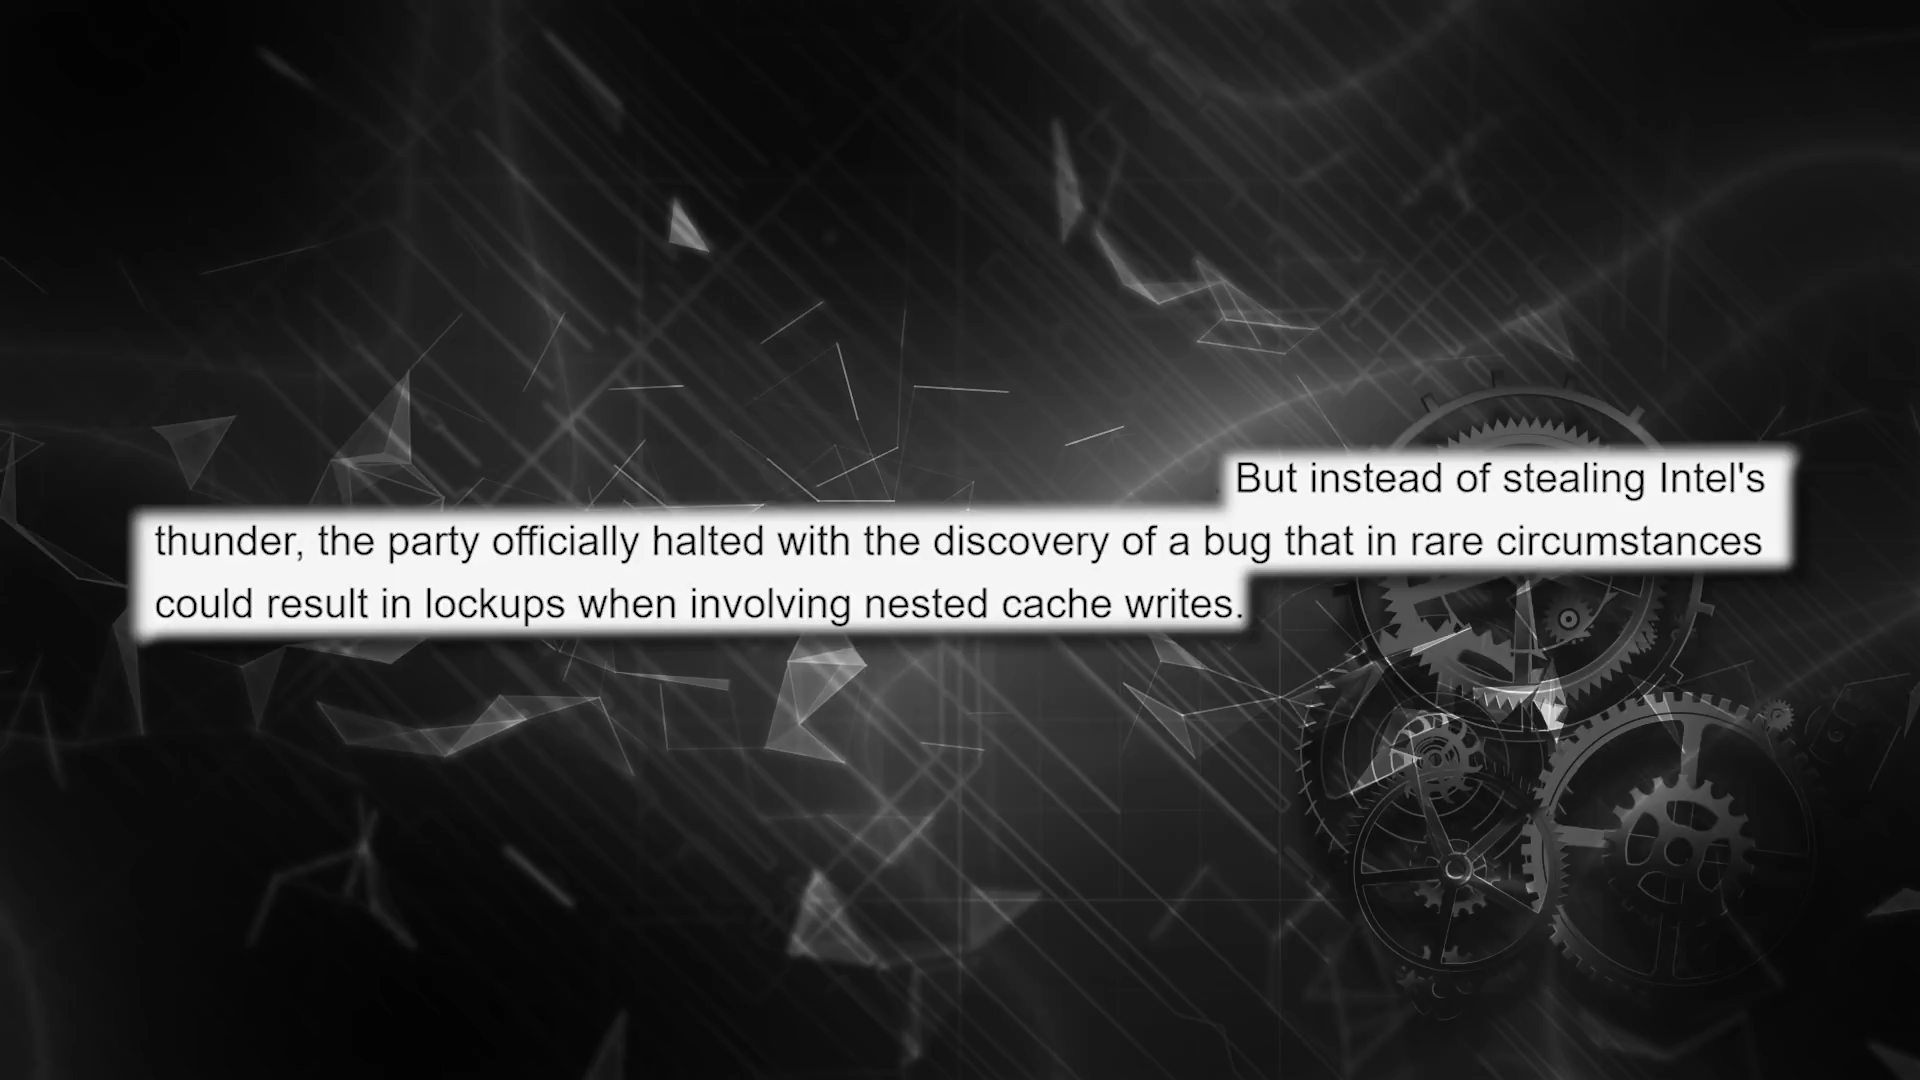 But instead of stealing Intel's
thunder, the party officially halted with the discovery of a bug that in rare circumstances
could result in lockups when involving nested cache writes.